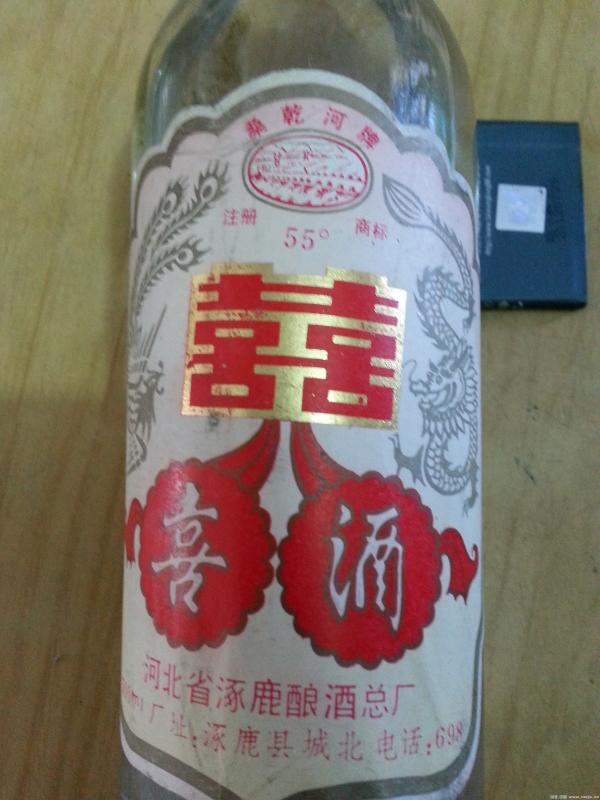 桑乾河牌
注册 商标
55°
囍
喜酒
河北省涿鹿酿酒总厂
厂址:涿鹿县城北 电话:698